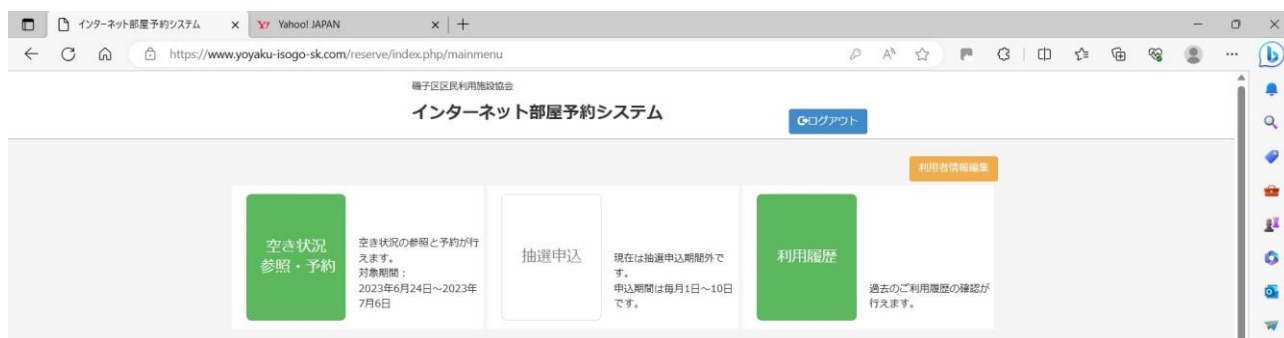 インターネット部屋予約システム
Yahoo! JAPAN
https://www.yoyaku-isogo-sk.com/reserve/index.php/mainmenu
磯子区区民利用施設協会
インターネット部屋予約システム
ログアウト
利用者情報編集
空き状況
参照・予約
空き状況の参照と予約が行
えます。
対象期間：
2023年6月24日～2023年
7月6日
抽選申込
現在は抽選申込期間外で
す。
申込期間は毎月1日～10日
です。
利用履歴
過去のご利用履歴の確認が
行えます。